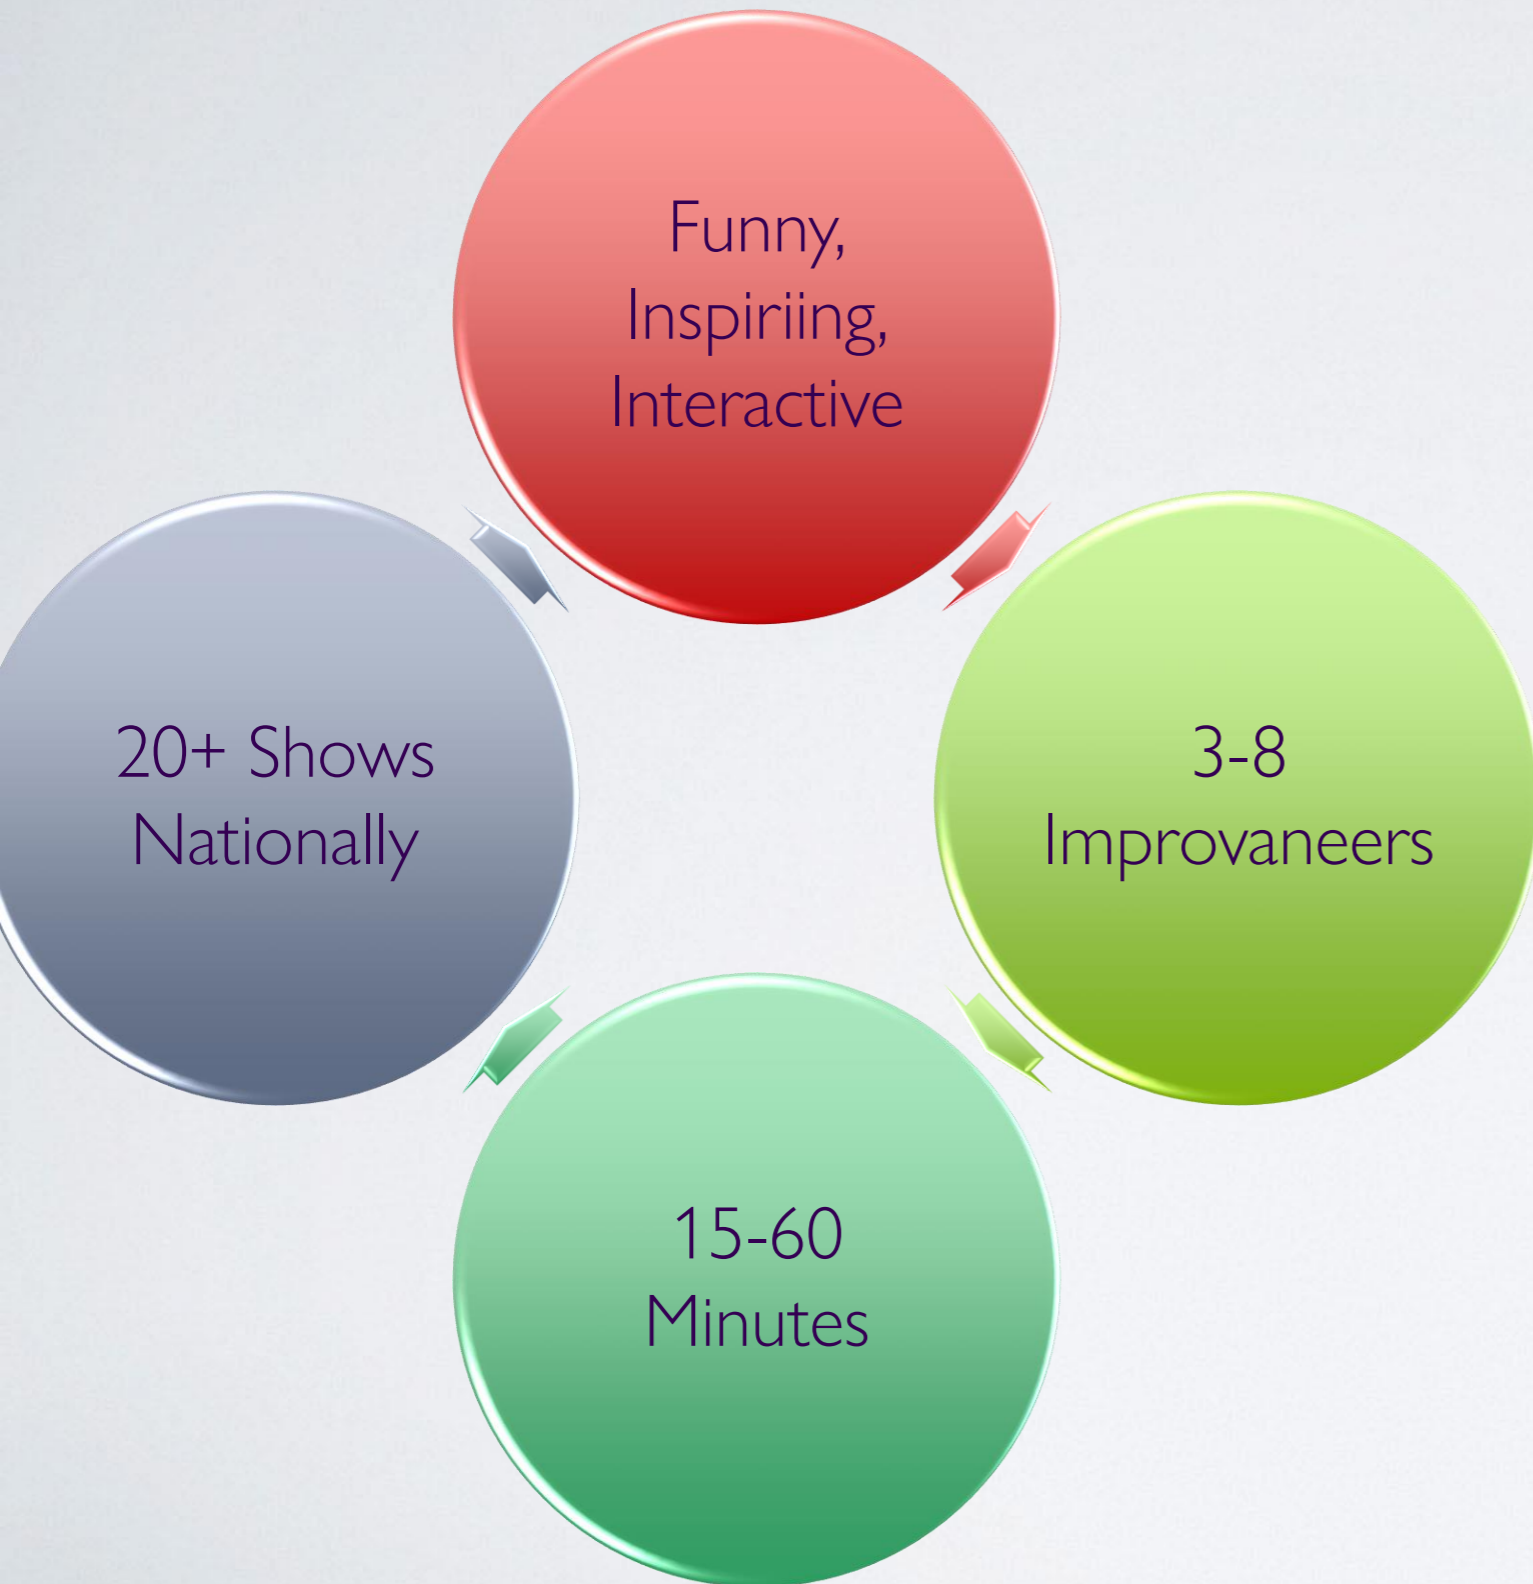 Funny,
Inspiriing,
Interactive
3-8
Improvaneers
15-60
Minutes
20+ Shows
Nationally